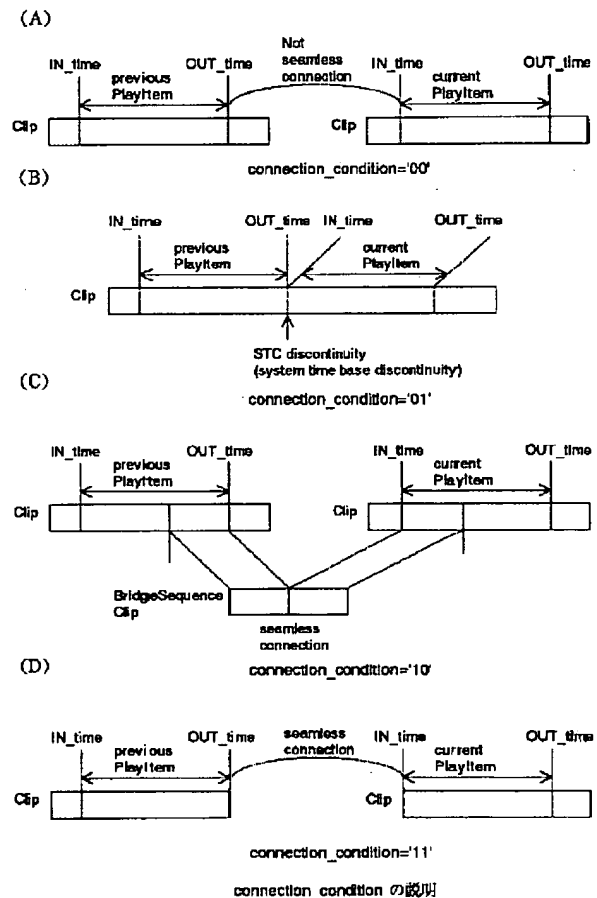 (A)
Not
seamless
connection
IN_time
OUT_time
IN_time
OUT_time
previous
PlayItem
current
PlayItem
Clip
Clip
connection_condition='00'
(B)
IN_time
OUT_time
IN_time
OUT_time
previous
PlayItem
current
PlayItem
Clip
STC discontinuity
(system time base discontinuity)
connection_condition='01'
(C)
IN_time
OUT_time
IN_time
OUT_time
previous
PlayItem
current
PlayItem
Clip
Clip
BridgeSequence
Clip
seamless
connection
connection_condition='10'
(D)
IN_time
OUT_time
seamless
connection
IN_time
OUT_time
previous
PlayItem
current
PlayItem
Clip
Clip
connection_condition='11'
connection_condition の説明